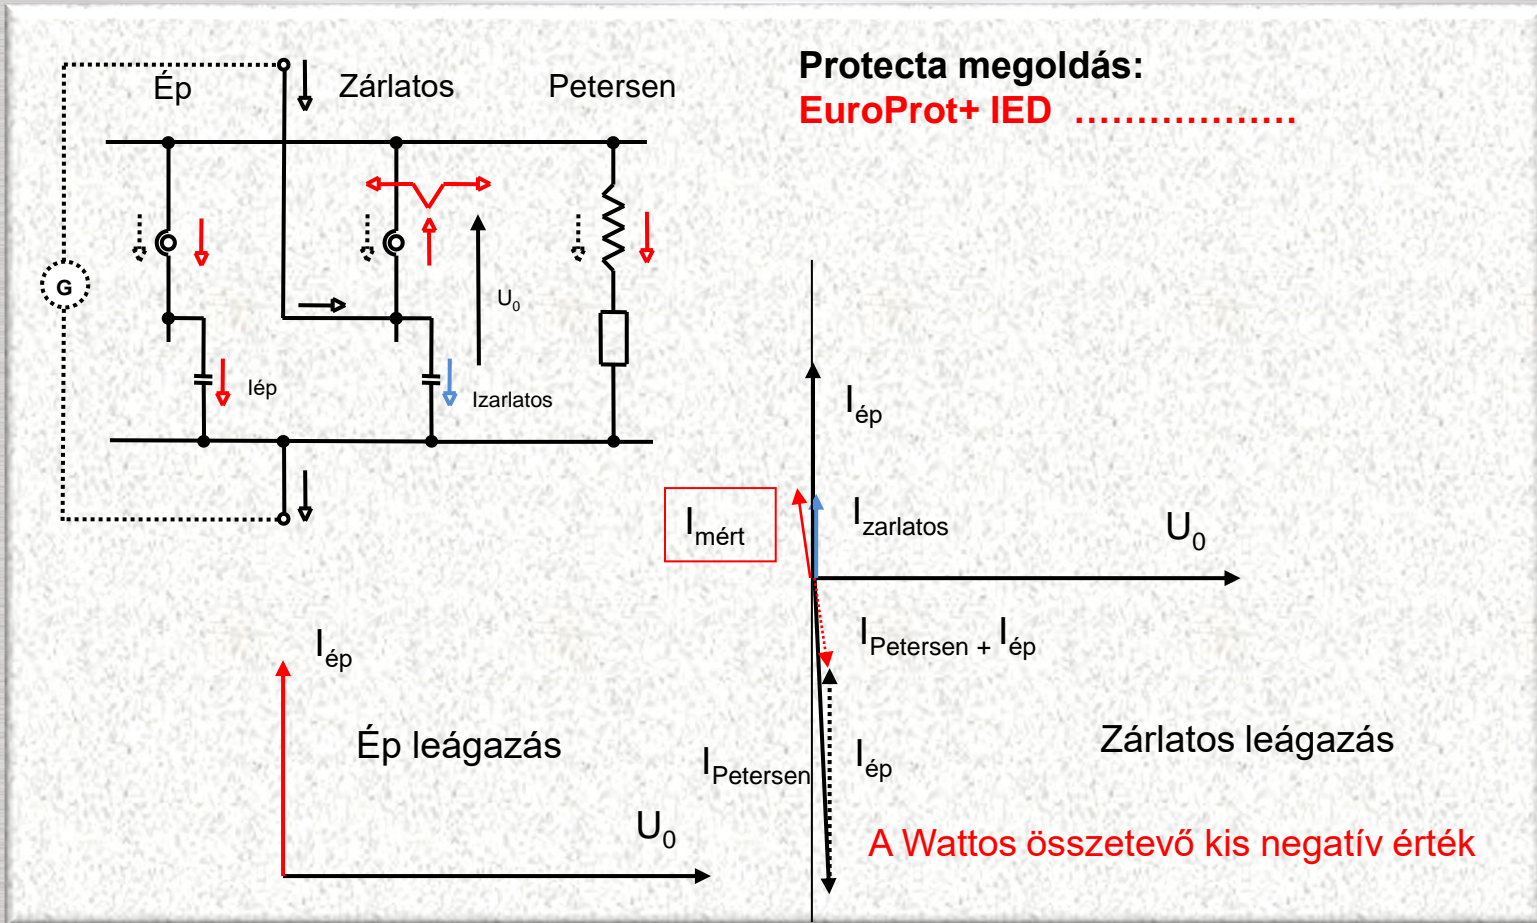 Protecta megoldás:
EuroProt+ IED ………………
Ép
Zárlatos
Petersen
G
U0
Iép
Izarlatos
Iép
Izarlatos
Imért
U0
IPetersen + Iép
Iép
Ép leágazás
U0
IPetersen
Iép
Zárlatos leágazás
A Wattos összetevő kis negatív érték